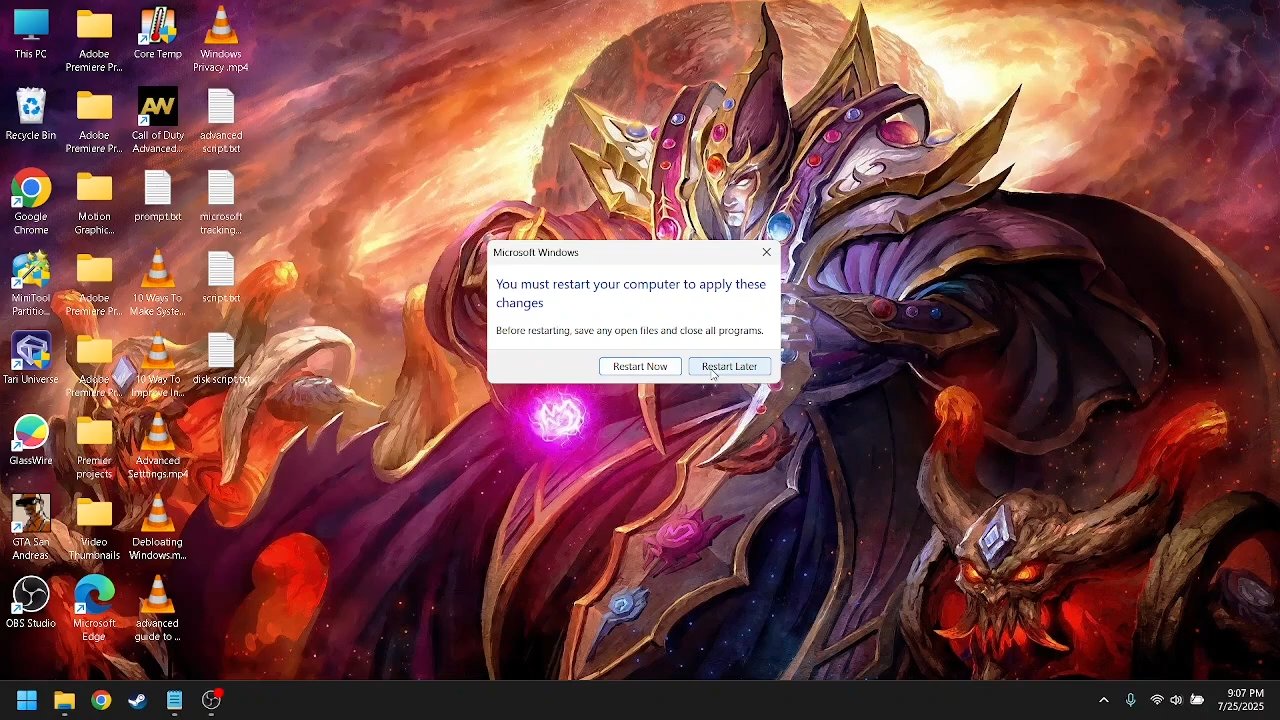 This PC
Adobe
Premiere Pr...
Core Temp
Windows
Privacy .mp4
Recycle Bin
Adobe
Premiere Pr...
AW
Call of Duty
Advanced...
advanced
script.txt
Google
Chrome
Motion
Graphic...
prompt.txt
microsoft
tracking...
MiniTool
Partitio...
Adobe
Premiere Pr...
10 Ways To
Make Syste...
script.txt
Tari Universe
Adobe
Premiere Pr...
10 Way To
Improve In...
disk script.txt
GlassWire
Premier
projects
Advanced
Settings.mp4
GTA San
Andreas
Video
Thumbnails
Debloating
Windows.m...
OBS Studio
Microsoft
Edge
advanced
guide to ...
Microsoft Windows
You must restart your computer to apply these
changes
Before restarting, save any open files and close all programs.
Restart Now
Restart Later
9:07 PM
7/25/2025